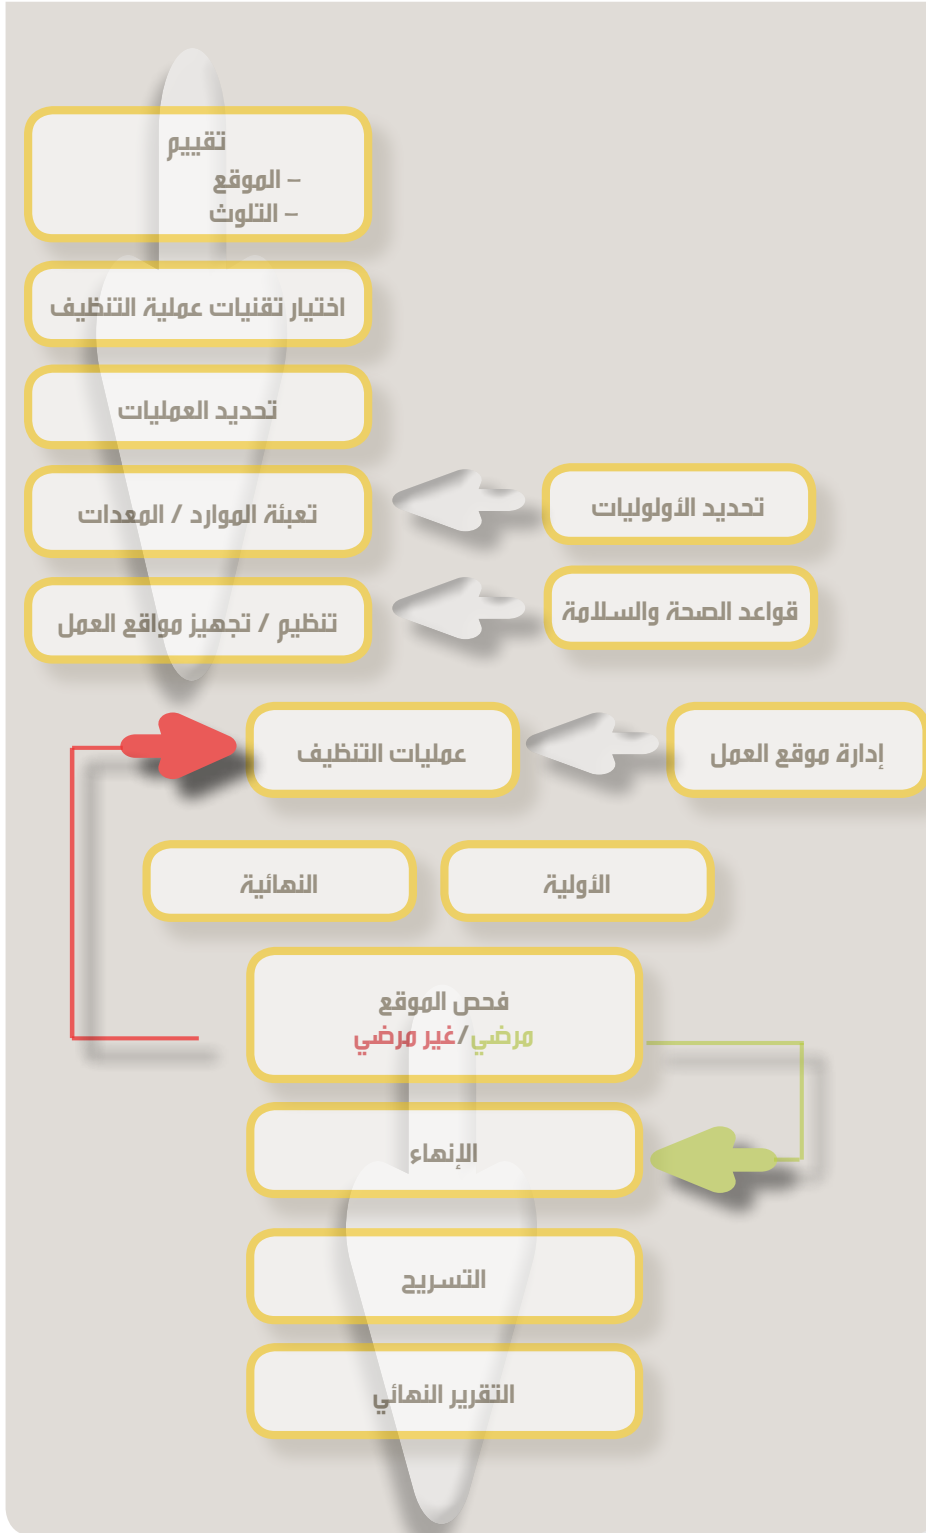 تقييم
– الموقع
– التلوث
اختيار تقنيات عملية التنظيف
تحديد العمليات
تحديد الأولوليات
تعبئة الموارد / المعدات
قواعد الصحة والسلامة
تنظيم / تجهيز مواقع العمل
إدارة موقع العمل
عمليات التنظيف
الأولية
النهائية
فحص الموقع
مرضي/غير مرضي
الإنهاء
التسريح
التقرير النهائي